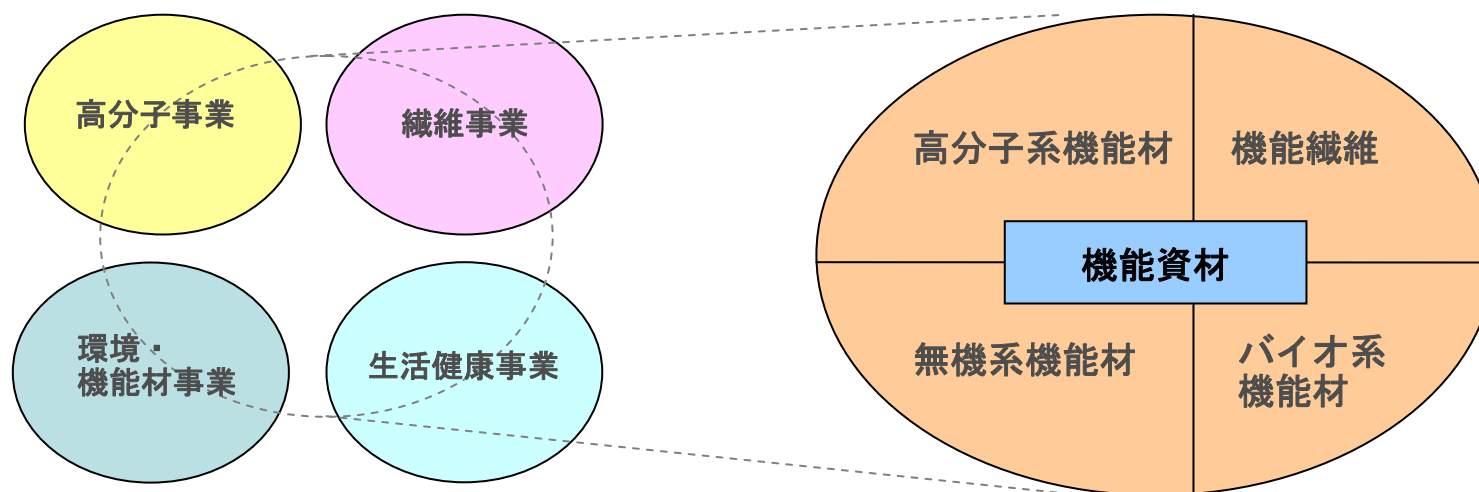 高分子事業
繊維事業
環境・
機能材事業
生活健康事業
高分子系機能材
機能繊維
機能資材
無機系機能材
バイオ系
機能材